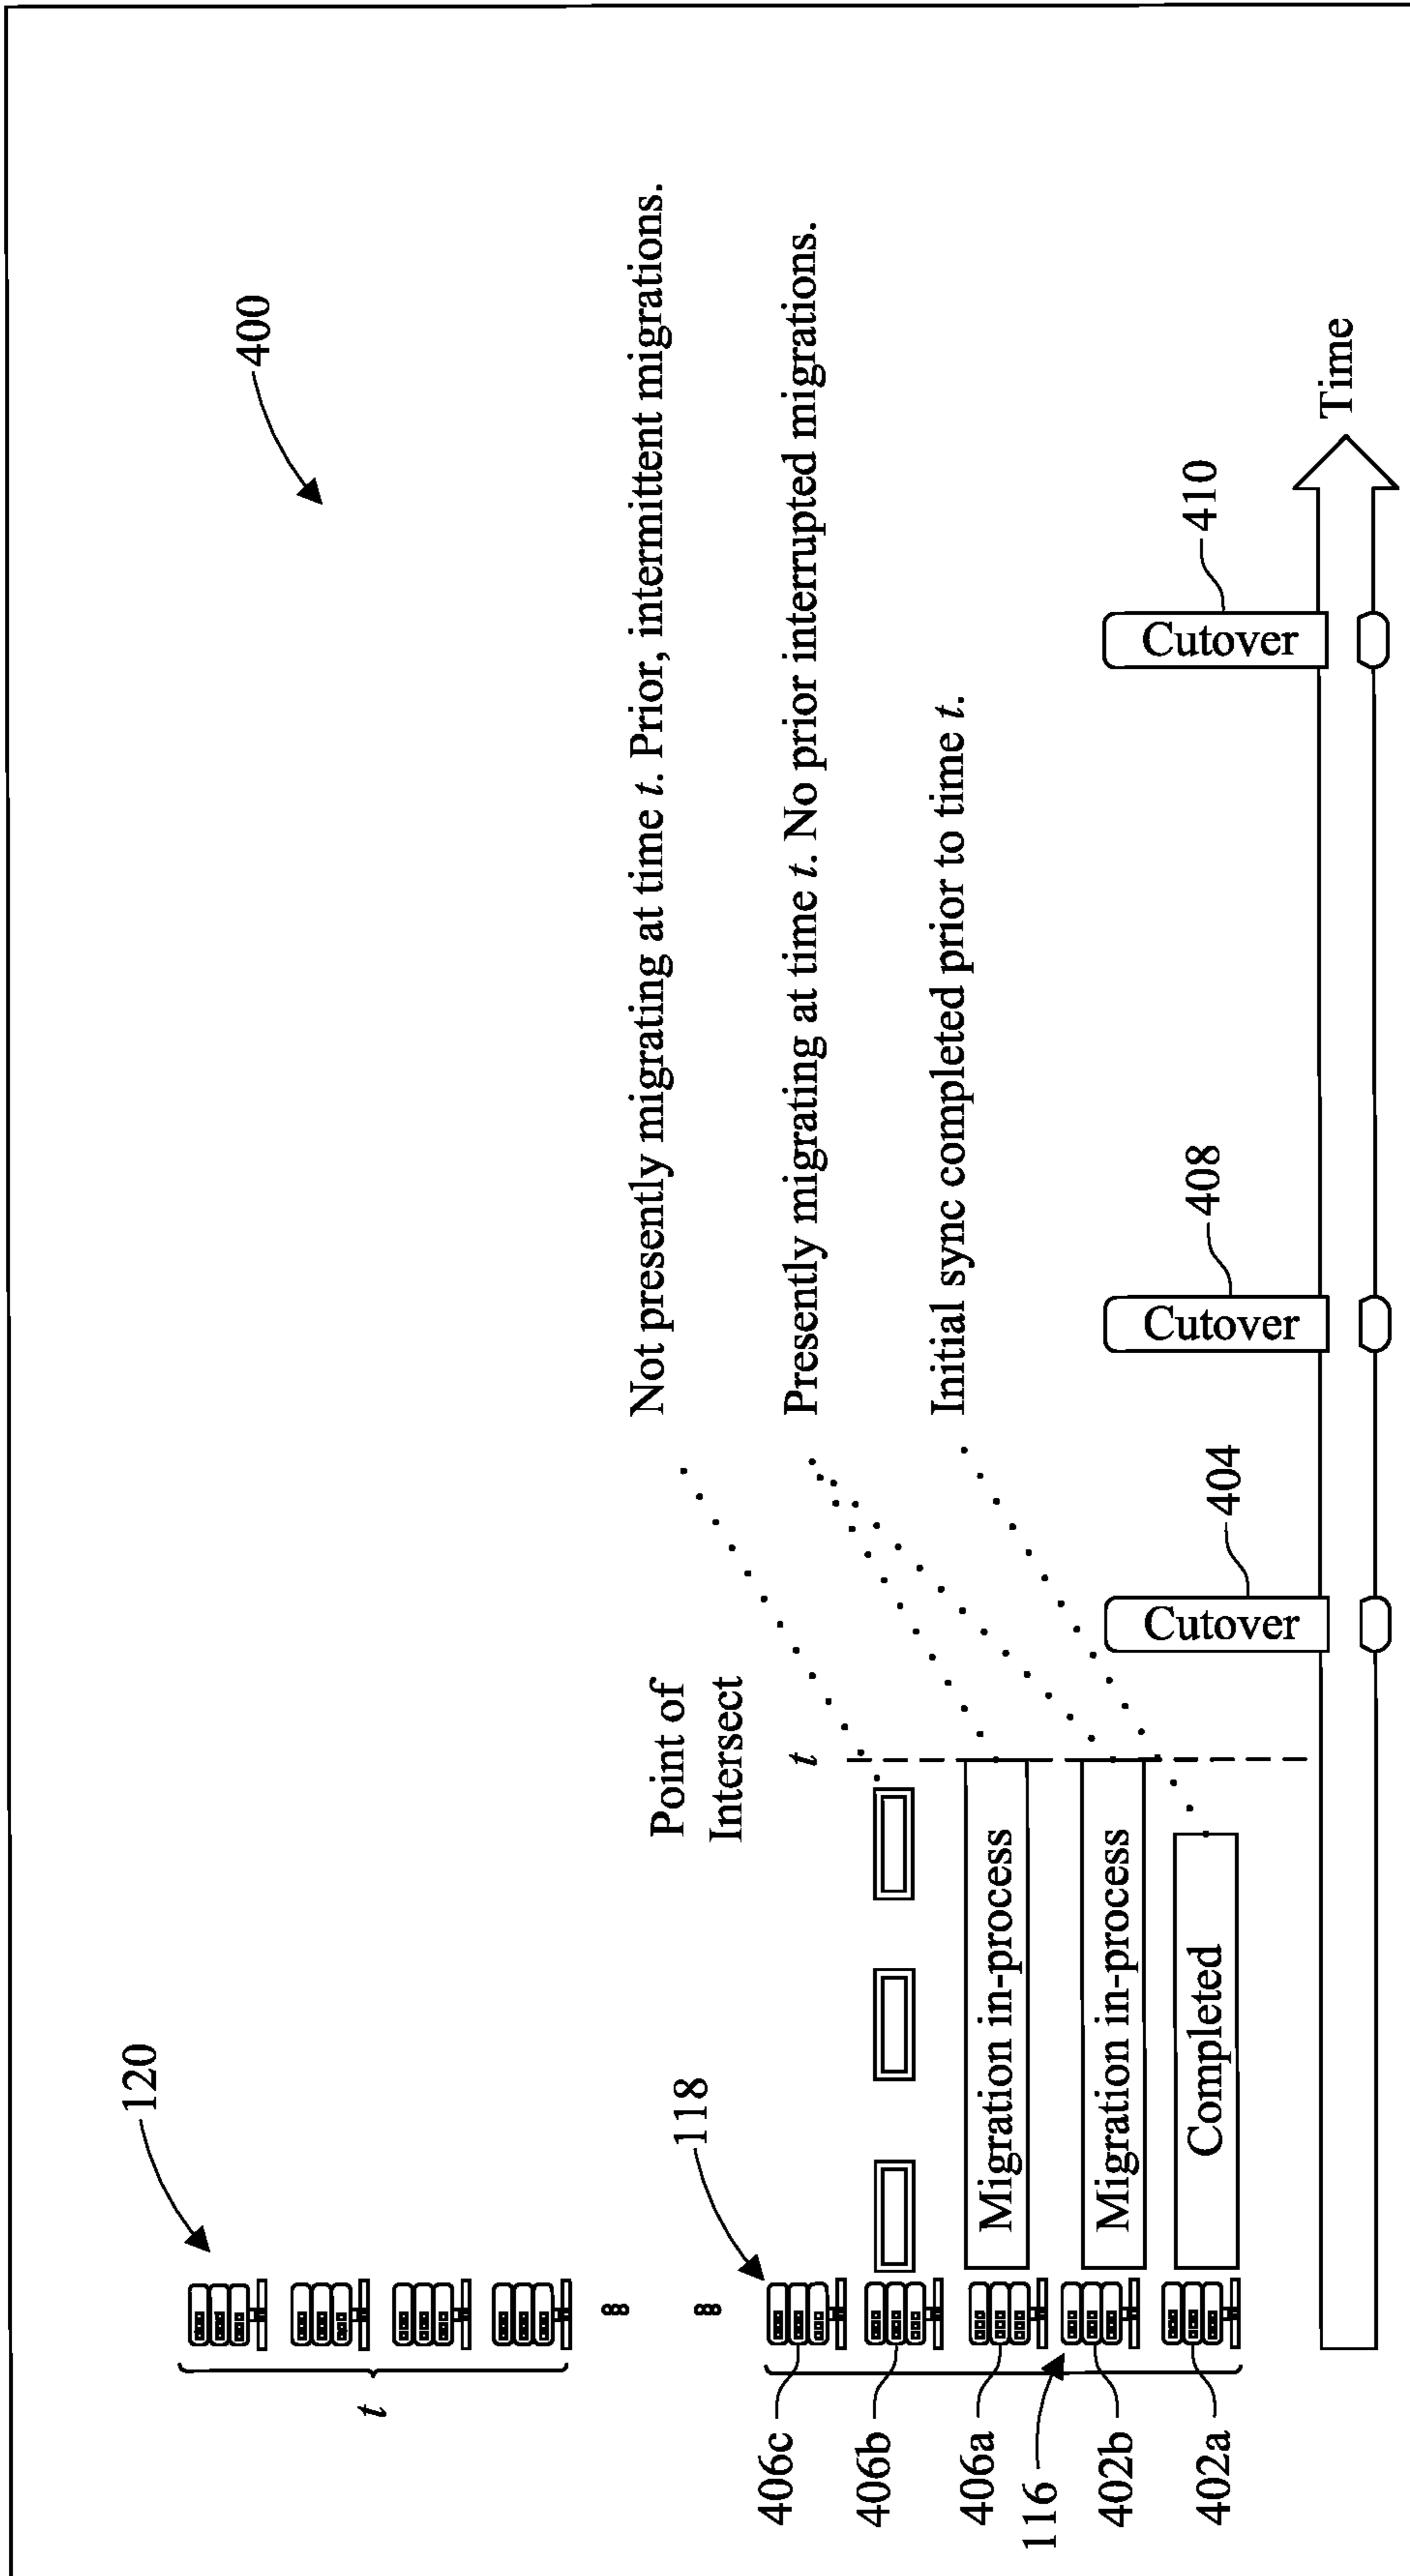 400
120
t
118
Point of
Intersect
t
Not presently migrating at time t. Prior, intermittent migrations.
Presently migrating at time t. No prior interrupted migrations.
Initial sync completed prior to time t.
406c
406b
406a
Migration in-process
116
402b
Migration in-process
402a
Completed
Cutover
404
Cutover
408
Cutover
410
Time